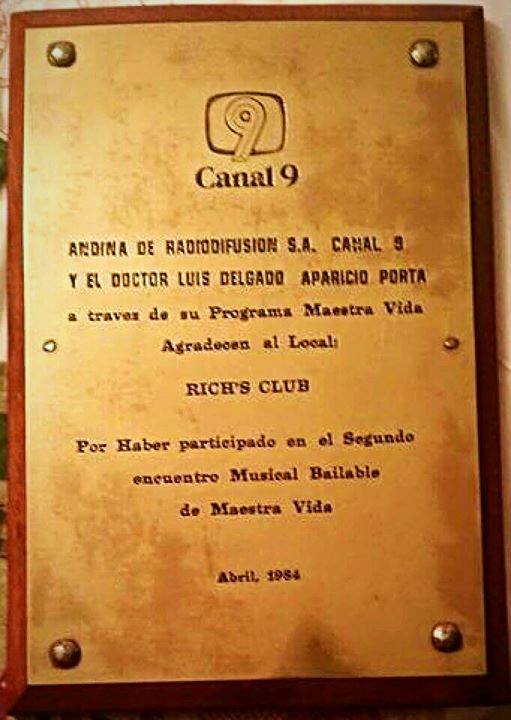 9
Canal 9
ANDINA DE RADIODIFUSION S.A. CANAL 9
Y EL DOCTOR LUIS DELGADO APARICIO PORTA
a traves de su Programa Maestra Vida
Agradecen al Local:
RICH'S CLUB
Por Haber participado en el Segundo
encuentro Musical Bailable
de Maestra Vida
Abril, 1984